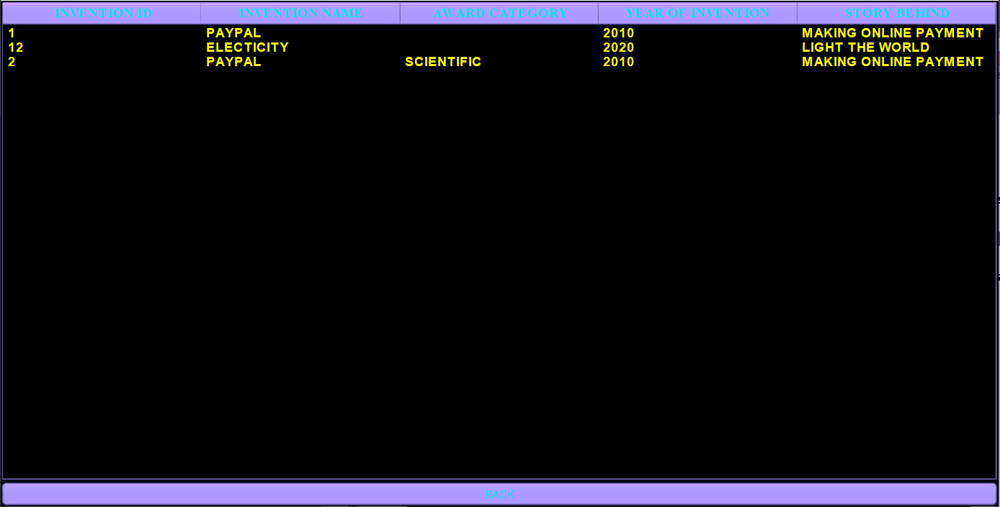 INVENTION ID INVENTION NAME AWARD CATEGORY YEAR OF INVENTION STORY BEHIND
1 PAYPAL 2010 MAKING ONLINE PAYMENT
12 ELECTICITY 2020 LIGHT THE WORLD
2 PAYPAL SCIENTIFIC 2010 MAKING ONLINE PAYMENT
BACK